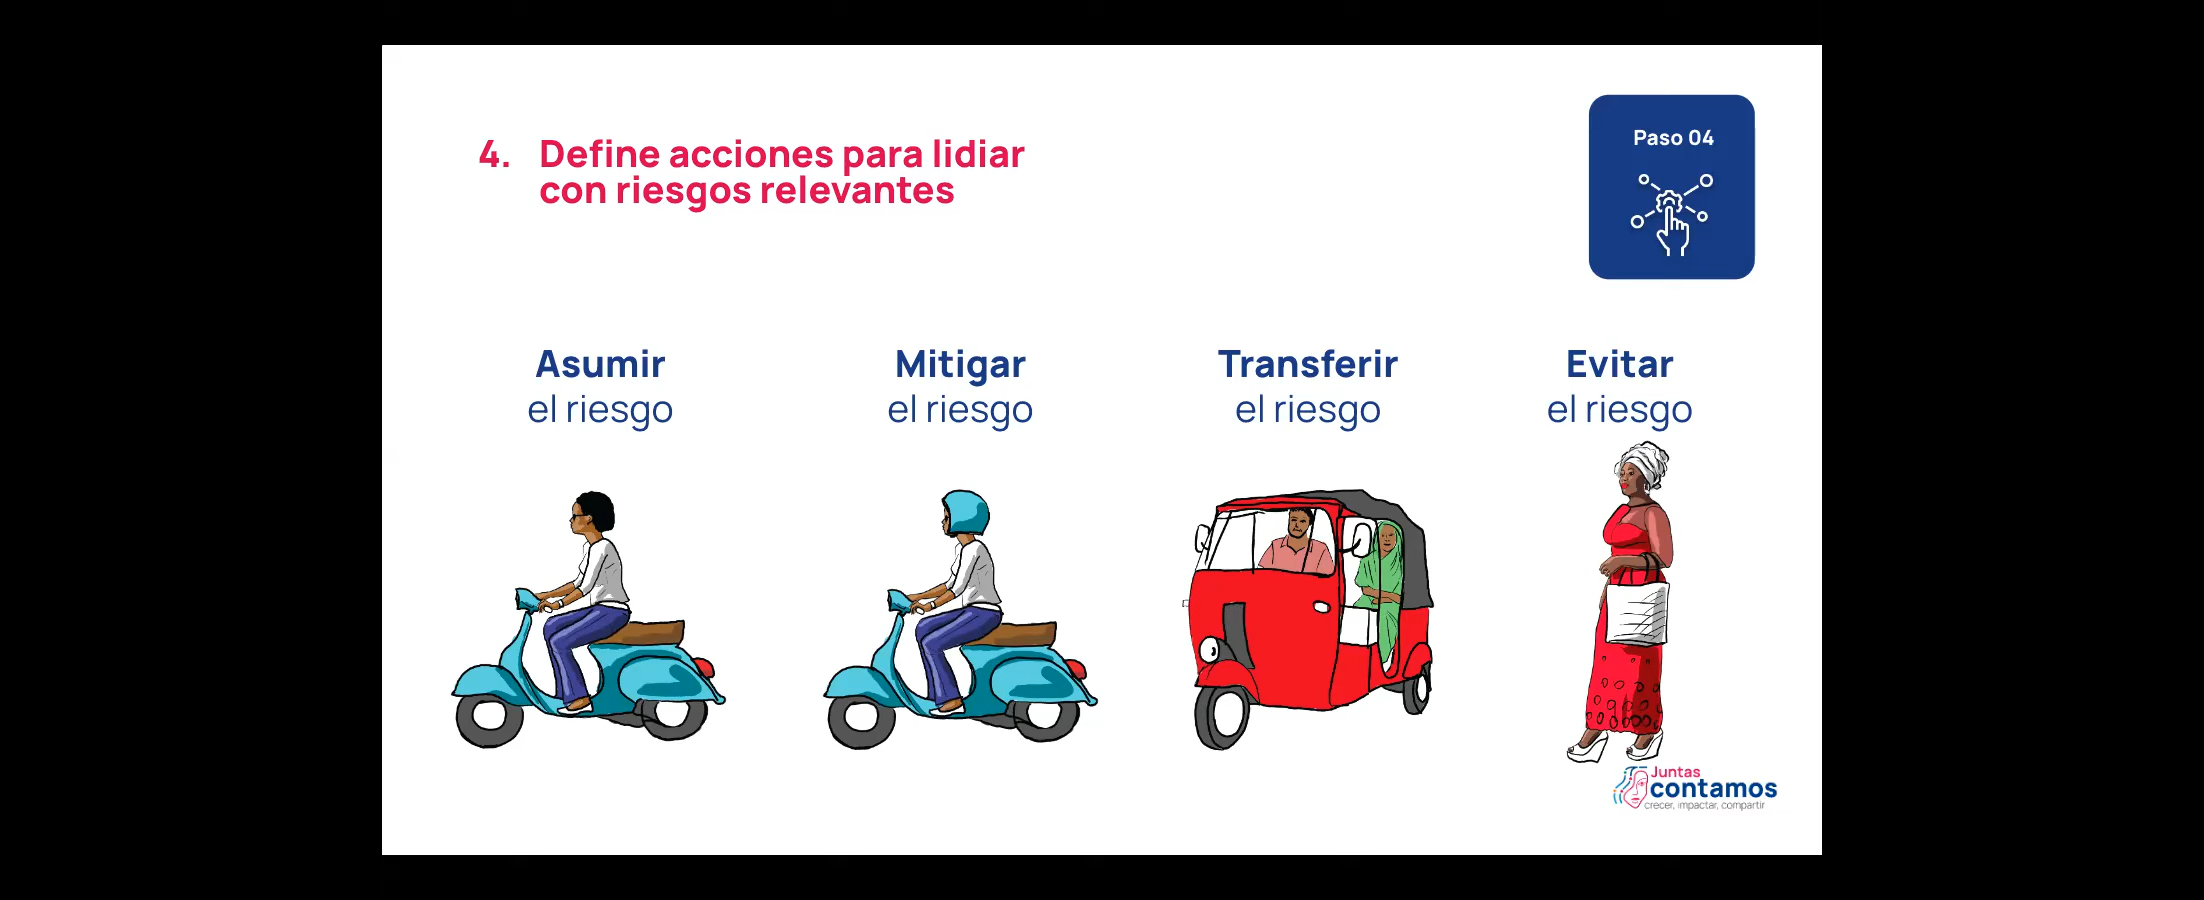 4. Define acciones para lidiar
con riesgos relevantes
Paso 04
Asumir
el riesgo
Mitigar
el riesgo
Transferir
el riesgo
Evitar
el riesgo
Juntas
contamos
crecer, impactar, compartir